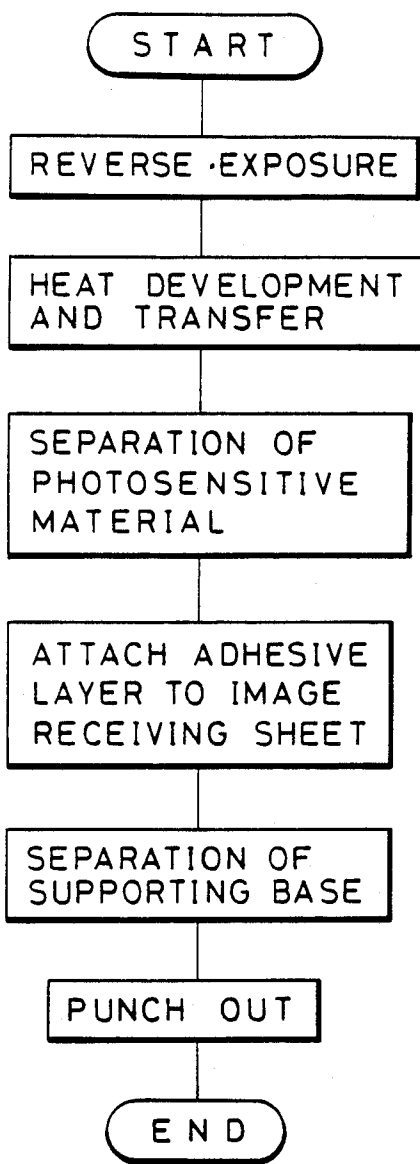 START
REVERSE·EXPOSURE
HEAT DEVELOPMENT
AND TRANSFER
SEPARATION OF
PHOTOSENSITIVE
MATERIAL
ATTACH ADHESIVE
LAYER TO IMAGE
RECEIVING SHEET
SEPARATION OF
SUPPORTING BASE
PUNCH OUT
END